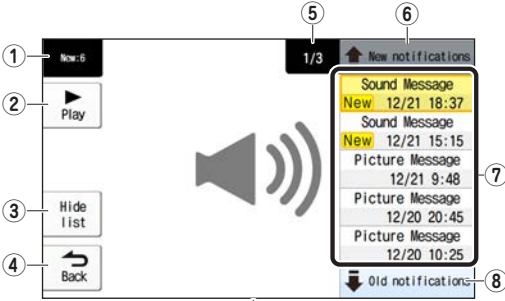 ⑤
⑥
①
New:6
1/3
New notifications
②
Play
Sound Message
New 12/21 18:37
Sound Message
New 12/21 15:15
Picture Message
12/21 9:48
⑦
Picture Message
12/20 20:45
Picture Message
12/20 10:25
③
Hide
list
④
Back
Old notifications
⑧